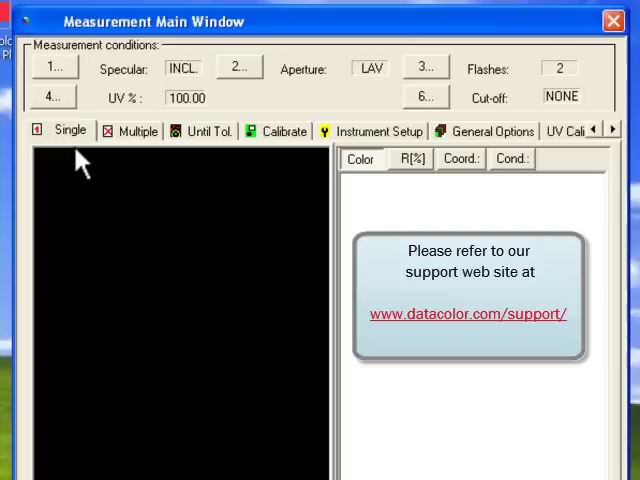 Measurement Main Window
Measurement conditions:
1... Specular: INCL. 2... Aperture: LAV 3... Flashes: 2
4... UV %: 100.00 6... Cut-off: NONE
Single Multiple Until Tol. Calibrate Instrument Setup General Options UV Cali
Color R[%] Coord.: Cond.:
Please refer to our
support web site at
www.datacolor.com/support/